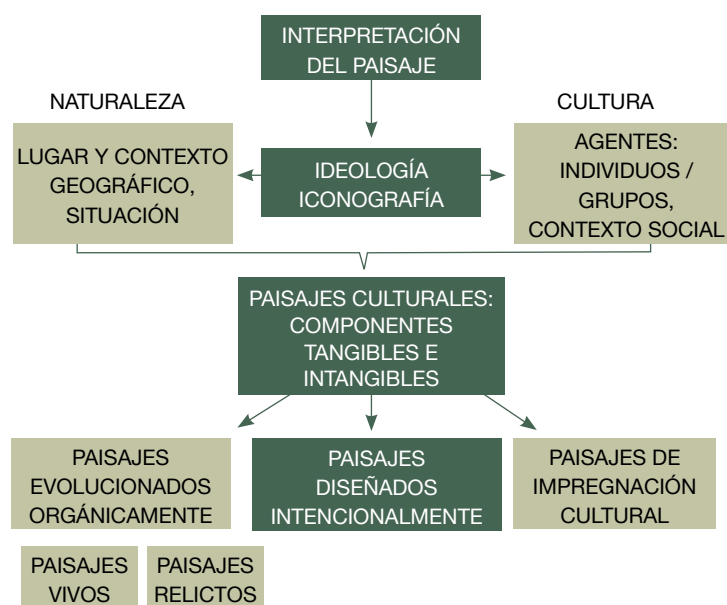 INTERPRETACIÓN
DEL PAISAJE
NATURALEZA
CULTURA
LUGAR Y CONTEXTO
GEOGRÁFICO,
SITUACIÓN
IDEOLOGÍA
ICONOGRAFÍA
AGENTES:
INDIVIDUOS /
GRUPOS,
CONTEXTO SOCIAL
PAISAJES CULTURALES:
COMPONENTES
TANGIBLES E
INTANGIBLES
PAISAJES
EVOLUCIONADOS
ORGÁNICAMENTE
PAISAJES
DISEÑADOS
INTENCIONALMENTE
PAISAJES DE
IMPREGNACIÓN
CULTURAL
PAISAJES
VIVOS
PAISAJES
RELICTOS